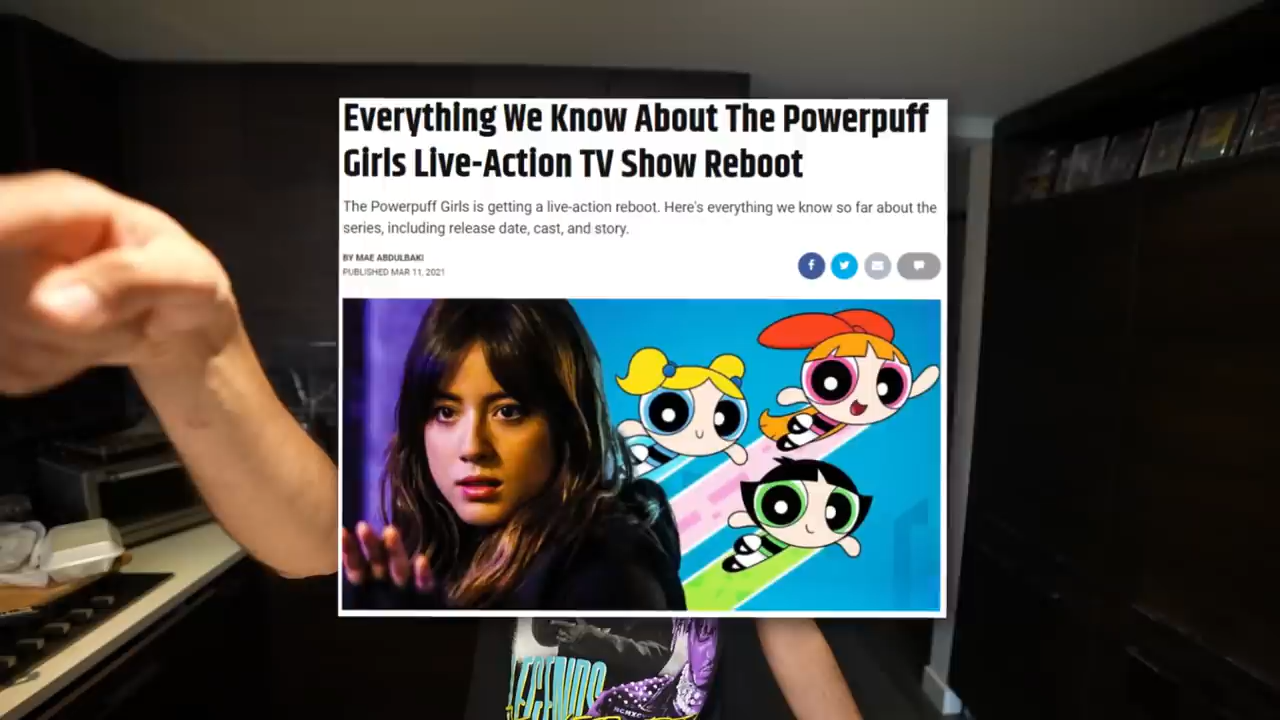 Everything We Know About The Powerpuff
Girls Live-Action TV Show Reboot
The Powerpuff Girls is getting a live-action reboot. Here's everything we know so far about the
series, including release date, cast, and story.
BY MAE ABDULBAKI
PUBLISHED MAR 11, 2021
LEGENDS